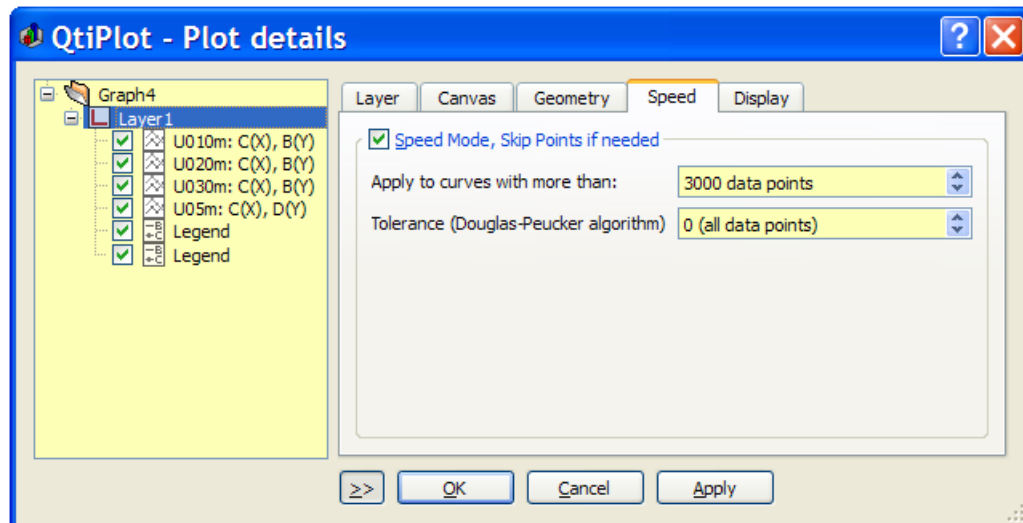 QtiPlot - Plot details
Graph4
Layer1
U010m: C(X), B(Y)
U020m: C(X), B(Y)
U030m: C(X), B(Y)
U05m: C(X), D(Y)
Legend
Legend
Layer Canvas Geometry Speed Display
Speed Mode, Skip Points if needed
Apply to curves with more than: 3000 data points
Tolerance (Douglas-Peucker algorithm) 0 (all data points)
>> OK Cancel Apply